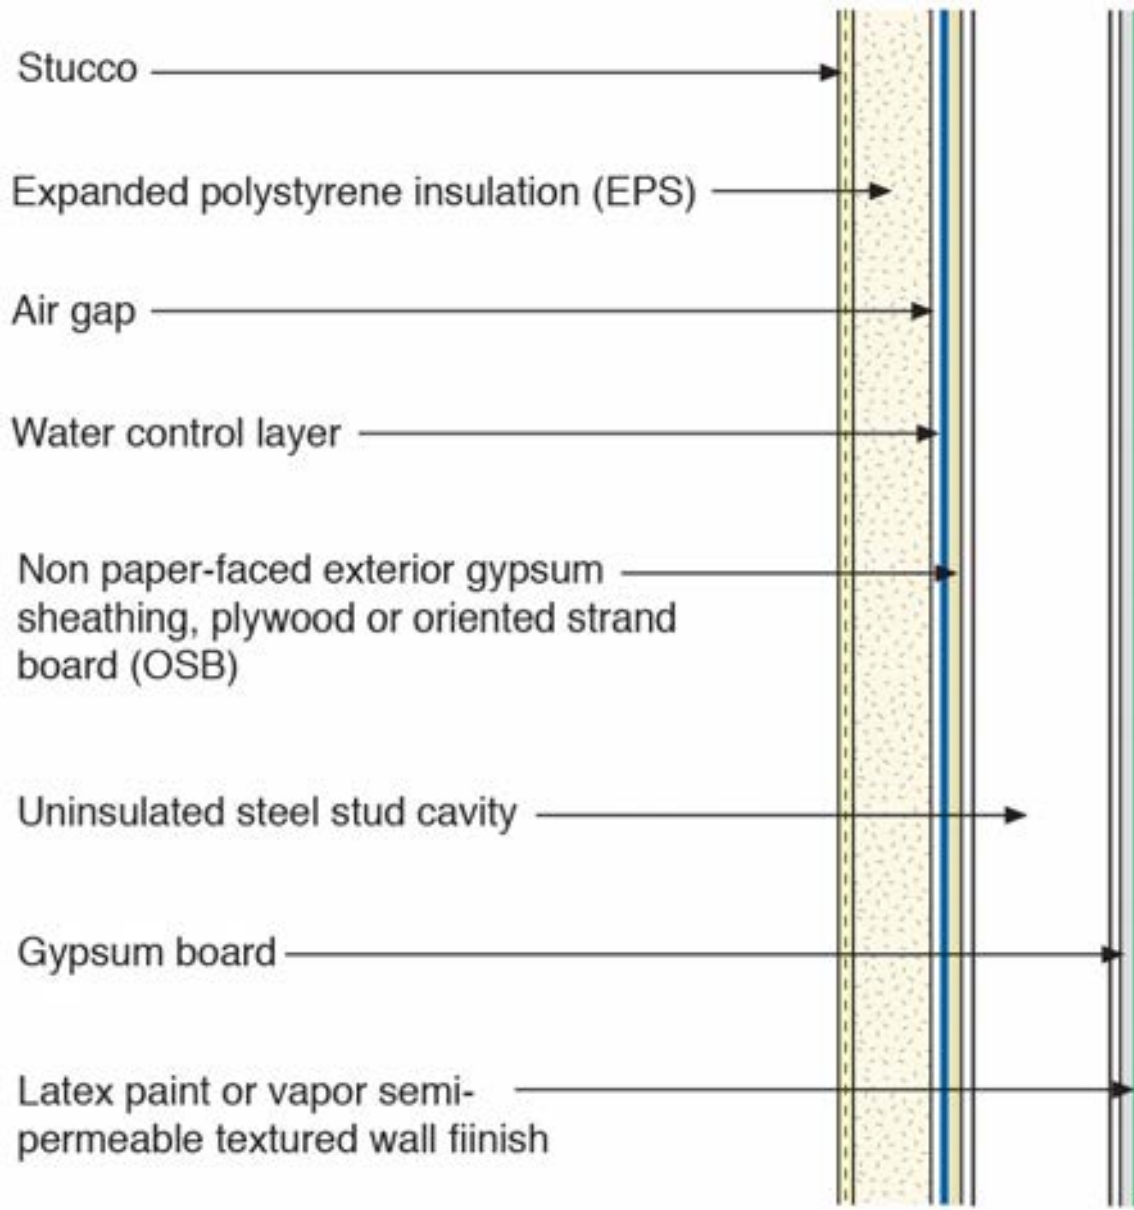 Stucco
Expanded polystyrene insulation (EPS)
Air gap
Water control layer
Non paper-faced exterior gypsum
sheathing, plywood or oriented strand
board (OSB)
Uninsulated steel stud cavity
Gypsum board
Latex paint or vapor semi-
permeable textured wall fiinish